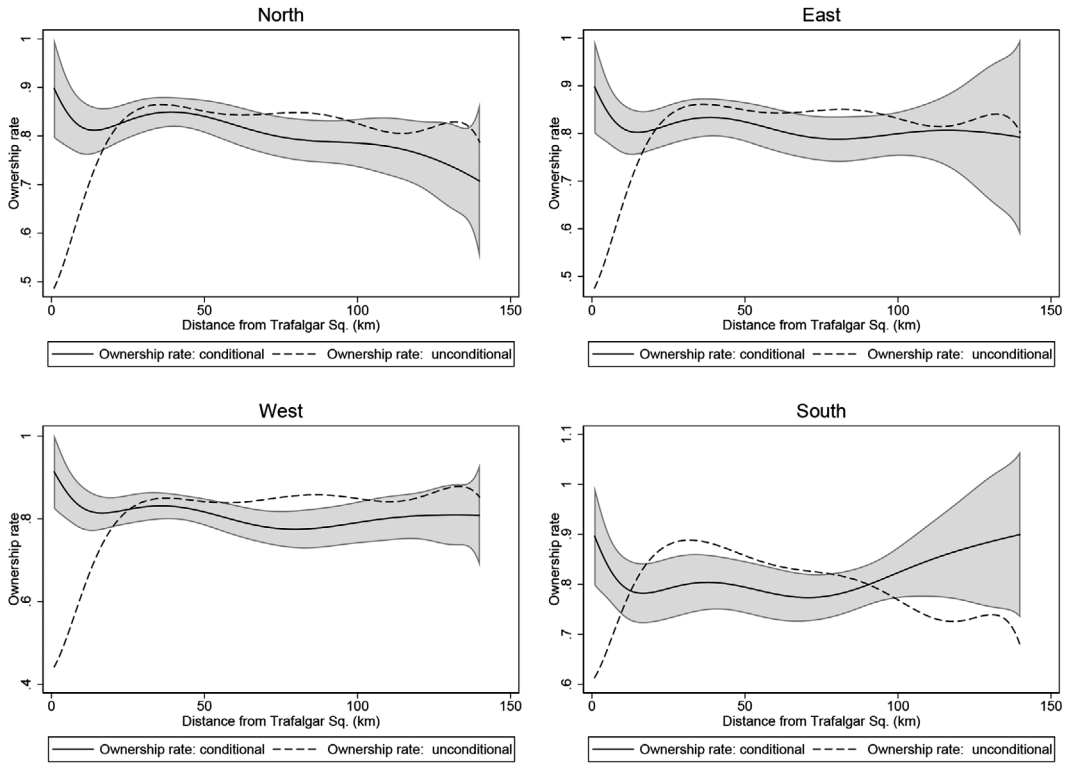 North
East
Ownership rate
1
.9
.8
.7
.6
.5
0
50
100
150
Distance from Trafalgar Sq. (km)
Ownership rate: conditional
Ownership rate: unconditional
Ownership rate
1
.9
.8
.7
.6
.5
0
50
100
150
Distance from Trafalgar Sq. (km)
Ownership rate: conditional
Ownership rate: unconditional
West
South
Ownership rate
1
.8
.6
.4
0
50
100
150
Distance from Trafalgar Sq. (km)
Ownership rate: conditional
Ownership rate: unconditional
Ownership rate
1.1
1
.9
.8
.7
.6
0
50
100
150
Distance from Trafalgar Sq. (km)
Ownership rate: conditional
Ownership rate: unconditional